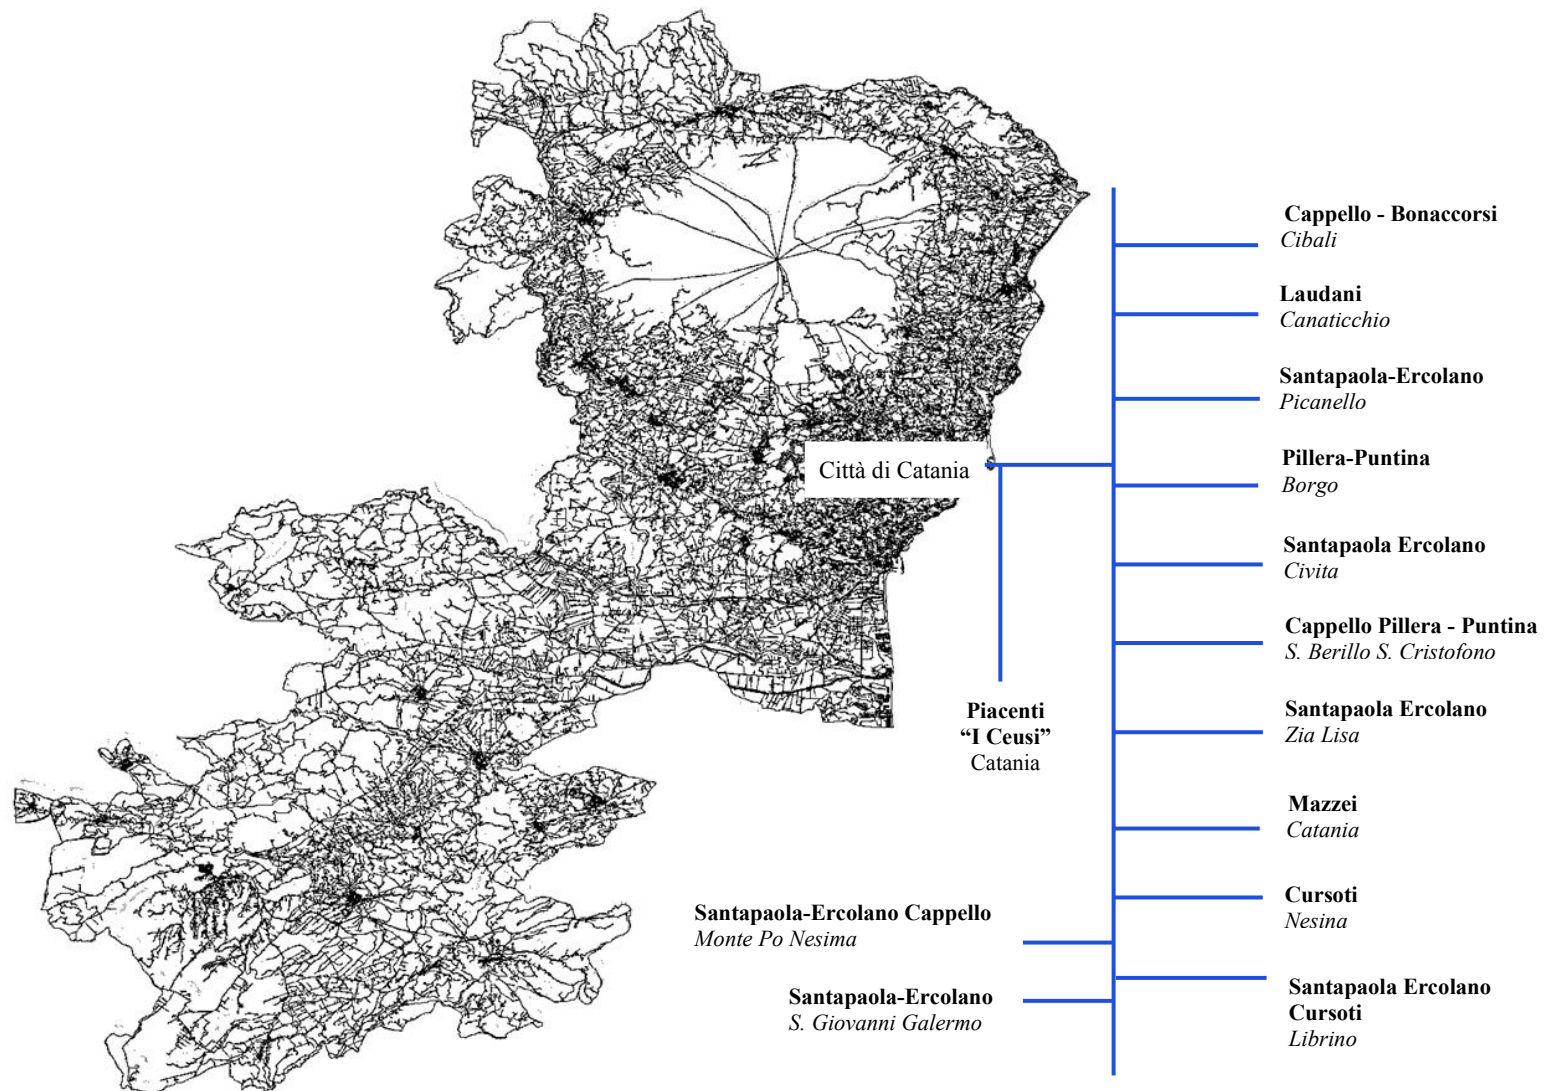 Cappello - Bonaccorsi
Cibali
Laudani
Canaticchio
Santapaola-Ercolano
Picanello
Città di Catania
Pillera-Puntina
Borgo
Santapaola Ercolano
Civita
Cappello Pillera - Puntina
S. Berillo S. Cristofono
Piacenti
“I Ceusi”
Catania
Santapaola Ercolano
Zia Lisa
Mazzei
Catania
Cursoti
Nesina
Santapaola-Ercolano Cappello
Monte Po Nesima
Santapaola-Ercolano
S. Giovanni Galermo
Santapaola Ercolano
Cursoti
Librino